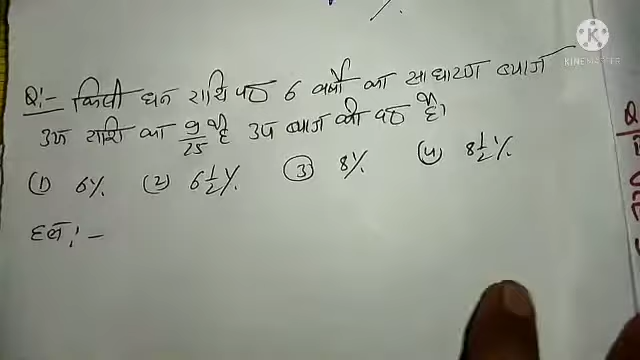 K
KINEMASTER
Q:- किसी धन राशि पर 6 वर्षों का साधारण ब्याज
उस राशि का 9/25 है उस ब्याज की दर है।
(1) 6% (2) 6 1/2 % (3) 8% (4) 8 1/2 %
हल:-